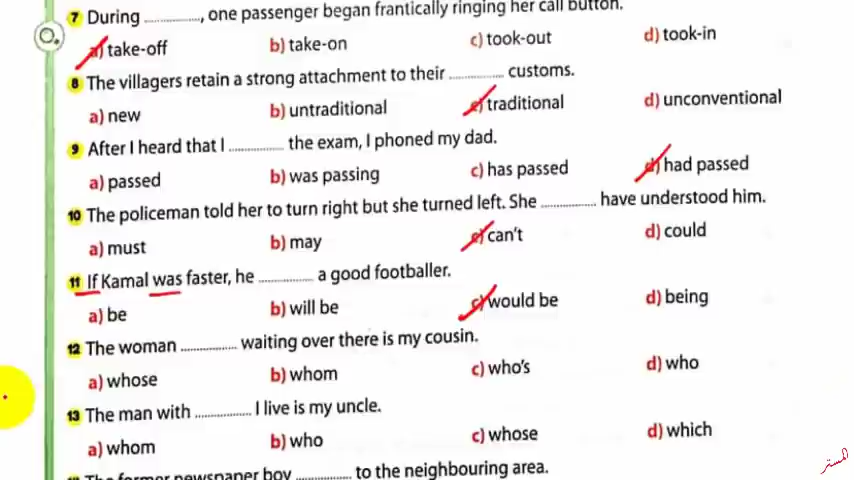 7 During ............, one passenger began frantically ringing her call button.
a) take-off b) take-on c) took-out d) took-in
8 The villagers retain a strong attachment to their ............ customs.
a) new b) untraditional c) traditional d) unconventional
9 After I heard that I ............ the exam, I phoned my dad.
a) passed b) was passing c) has passed d) had passed
10 The policeman told her to turn right but she turned left. She ............ have understood him.
a) must b) may c) can't d) could
11 If Kamal was faster, he ............ a good footballer.
a) be b) will be c) would be d) being
12 The woman ............ waiting over there is my cousin.
a) whose b) whom c) who's d) who
13 The man with ............ I live is my uncle.
a) whom b) who c) whose d) which
The former newspaper boy ............ to the neighbouring area.